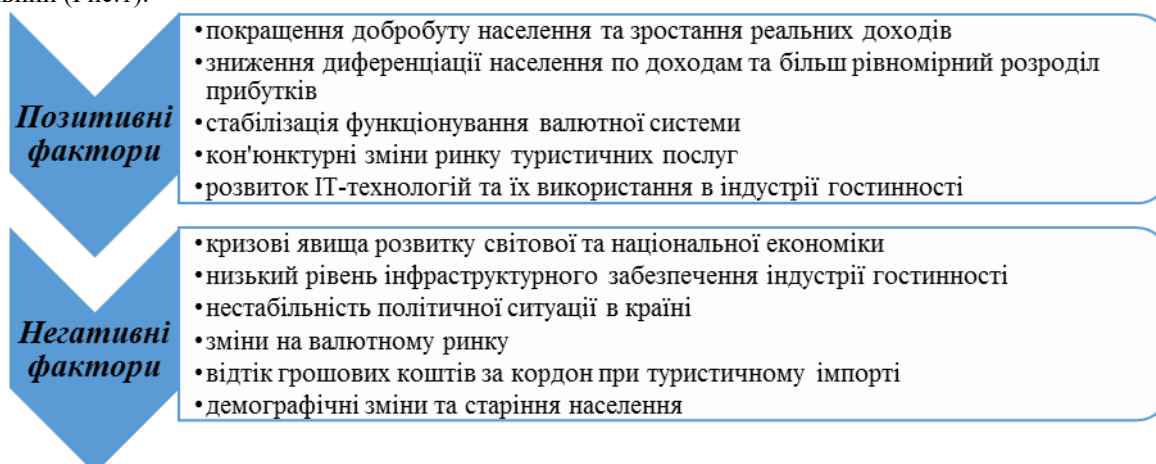 (Рис.1).
Позитивні
фактори
•покращення добробуту населення та зростання реальних доходів
•зниження диференціації населення по доходам та більш рівномірний розроділ
прибутків
•стабілізація функціонування валютної системи
•кон'юнктурні зміни ринку туристичних послуг
•розвиток ІТ-технологій та їх використання в індустрії гостинності
Негативні
фактори
•кризові явища розвитку світової та національної економіки
•низький рівень інфраструктурного забезпечення індустрії гостинності
•нестабільність політичної ситуації в країні
•зміни на валютному ринку
•відтік грошових коштів за кордон при туристичному імпорті
•демографічні зміни та старіння населення